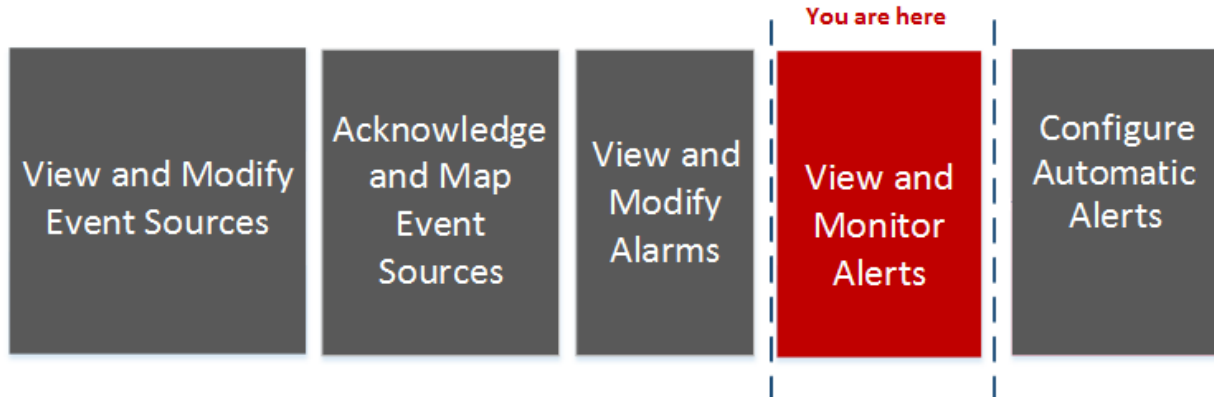 You are here
View and Modify
Event Sources
Acknowledge
and Map
Event
Sources
View and
Modify
Alarms
View and
Monitor
Alerts
Configure
Automatic
Alerts